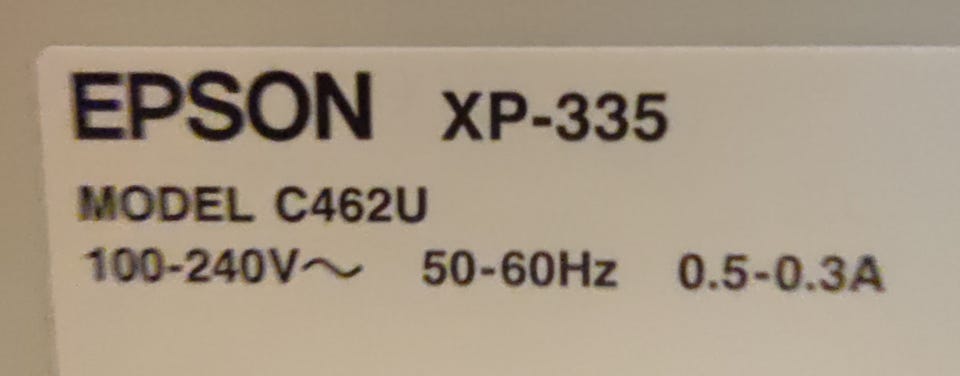 EPSON XP-335
MODEL C462U
100-240V～ 50-60Hz 0.5-0.3A